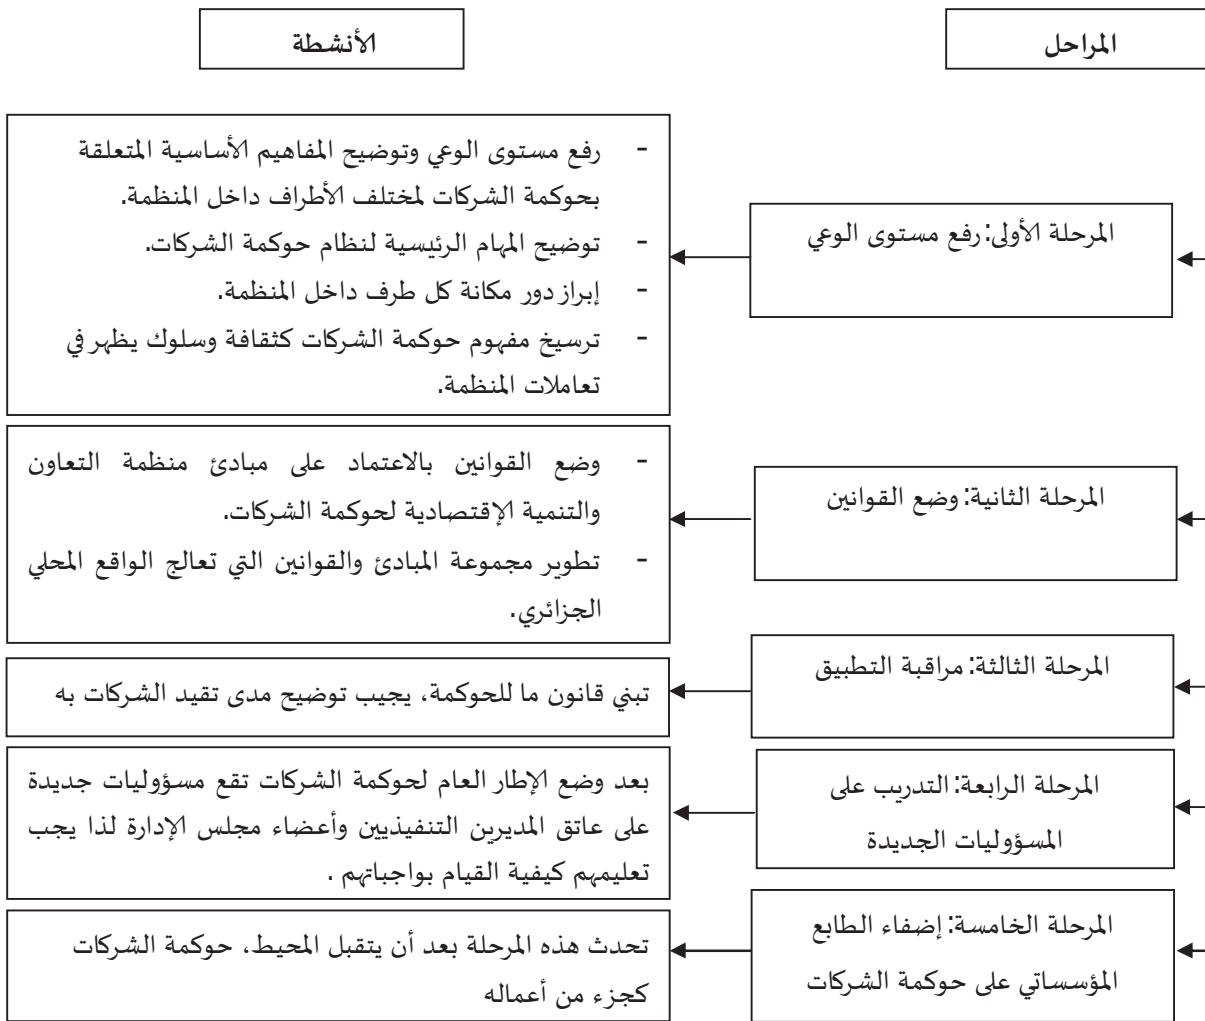 المراحل
الأنشطة
المرحلة الأولى: رفع مستوى الوعي
- رفع مستوى الوعي وتوضيح المفاهيم الأساسية المتعلقة
بحوكمة الشركات لمختلف الأطراف داخل المنظمة.
- توضيح المهام الرئيسية لنظام حوكمة الشركات.
- إبراز دور مكانة كل طرف داخل المنظمة.
- ترسيخ مفهوم حوكمة الشركات كثقافة وسلوك يظهر في
تعاملات المنظمة.
المرحلة الثانية: وضع القوانين
- وضع القوانين بالاعتماد على مبادئ منظمة التعاون
والتنمية الإقتصادية لحوكمة الشركات.
- تطوير مجموعة المبادئ والقوانين التي تعالج الواقع المحلي
الجزائري.
المرحلة الثالثة: مراقبة التطبيق
تبني قانون ما للحوكمة، يجيب توضيح مدى تقيد الشركات به
المرحلة الرابعة: التدريب على
المسؤوليات الجديدة
بعد وضع الإطار العام لحوكمة الشركات تقع مسؤوليات جديدة
على عاتق المديرين التنفيذيين وأعضاء مجلس الإدارة لذا يجب
تعليمهم كيفية القيام بواجباتهم .
المرحلة الخامسة: إضفاء الطابع
المؤسساتي على حوكمة الشركات
تحدث هذه المرحلة بعد أن يتقبل المحيط، حوكمة الشركات
كجزء من أعماله